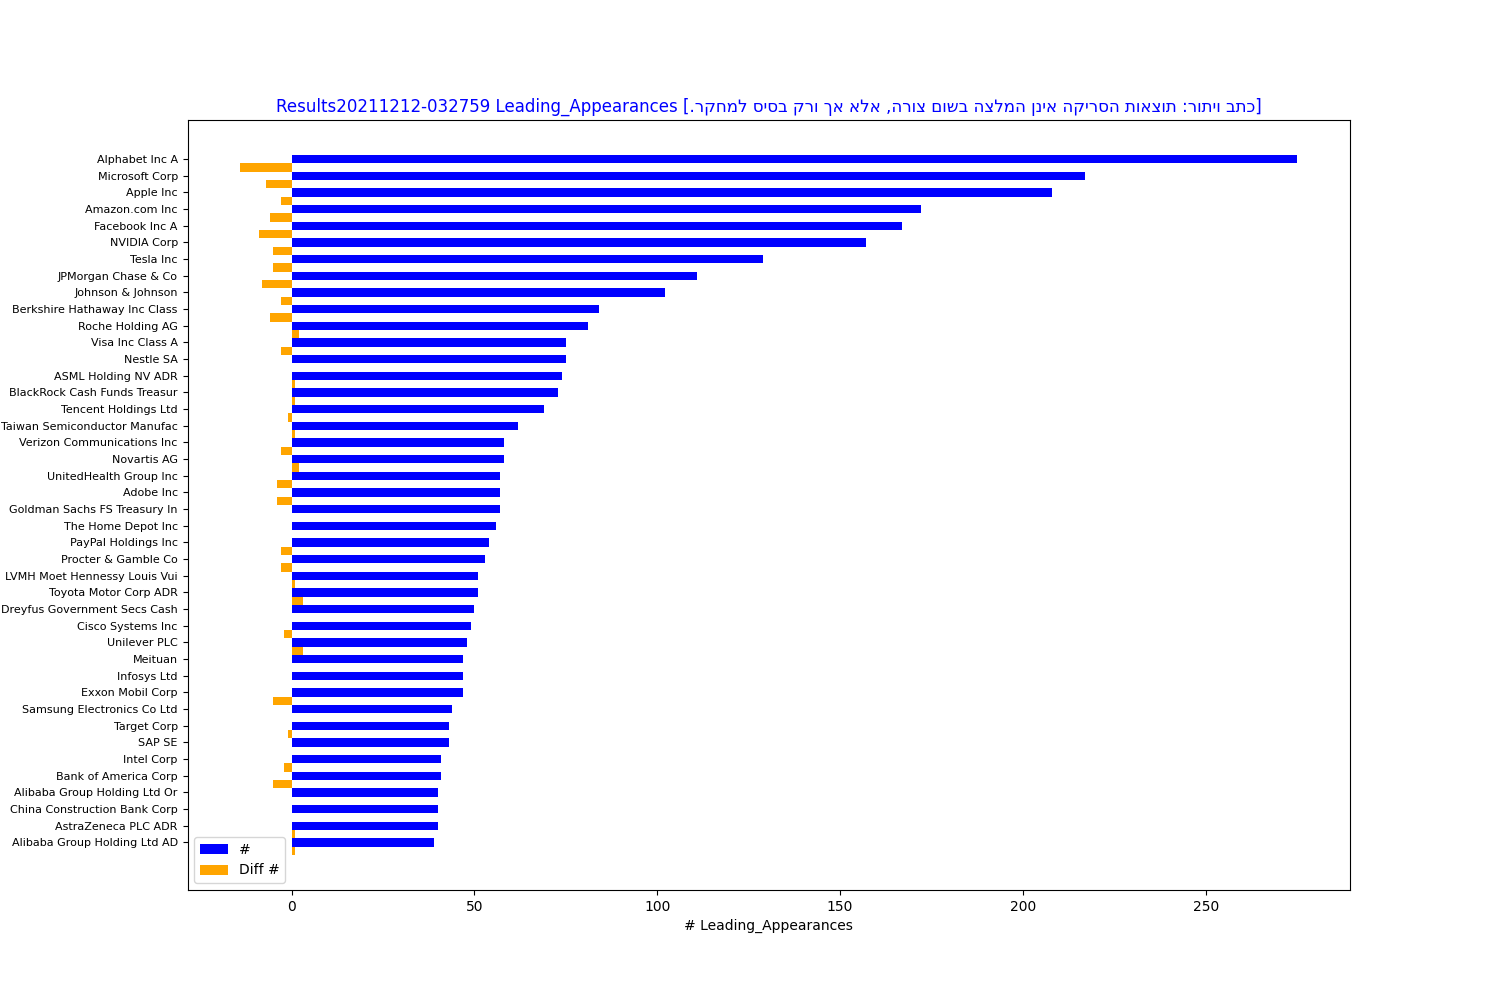 Results20211212-032759 Leading_Appearances [כתב ויתור: תוצאות הסריקה אינן המלצה בשום צורה, אלא אך ורק בסיס למחקר.]
Alphabet Inc A
Microsoft Corp
Apple Inc
Amazon.com Inc
Facebook Inc A
NVIDIA Corp
Tesla Inc
JPMorgan Chase & Co
Johnson & Johnson
Berkshire Hathaway Inc Class
Roche Holding AG
Visa Inc Class A
Nestle SA
ASML Holding NV ADR
BlackRock Cash Funds Treasur
Tencent Holdings Ltd
Taiwan Semiconductor Manufac
Verizon Communications Inc
Novartis AG
UnitedHealth Group Inc
Adobe Inc
Goldman Sachs FS Treasury In
The Home Depot Inc
PayPal Holdings Inc
Procter & Gamble Co
LVMH Moet Hennessy Louis Vui
Toyota Motor Corp ADR
Dreyfus Government Secs Cash
Cisco Systems Inc
Unilever PLC
Meituan
Infosys Ltd
Exxon Mobil Corp
Samsung Electronics Co Ltd
Target Corp
SAP SE
Intel Corp
Bank of America Corp
Alibaba Group Holding Ltd Or
China Construction Bank Corp
AstraZeneca PLC ADR
Alibaba Group Holding Ltd AD
#
Diff #
0 50 100 150 200 250
# Leading_Appearances